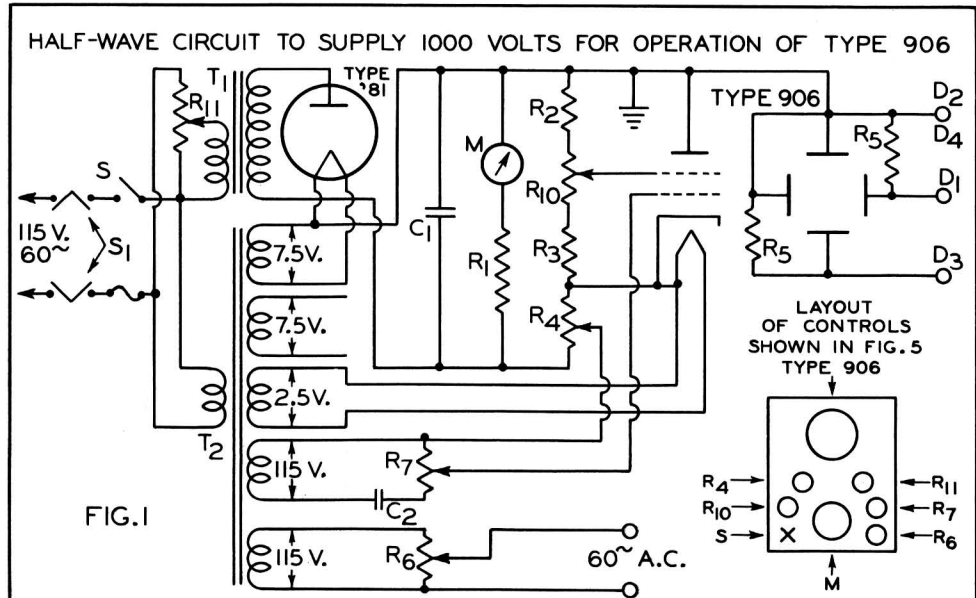 HALF-WAVE CIRCUIT TO SUPPLY 1000 VOLTS FOR OPERATION OF TYPE 906
T1
TYPE
'81
R11
S
115 V.
60~
S1
7.5V.
7.5V.
2.5V.
T2
115 V.
R7
C2
115 V.
R6
60~ A.C.
FIG.1
C1
M
R1
R2
R10
R3
R4
TYPE 906
R5
R5
D2
D4
D1
D3
LAYOUT
OF CONTROLS
SHOWN IN FIG.5
TYPE 906
R4
R10
S
X
R11
R7
R6
M